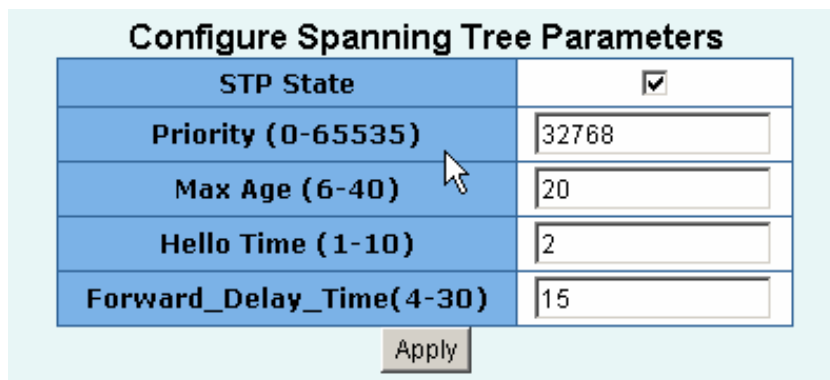 Configure Spanning Tree Parameters
STP State
Priority (0-65535) 32768
Max Age (6-40) 20
Hello Time (1-10) 2
Forward_Delay_Time(4-30) 15
Apply